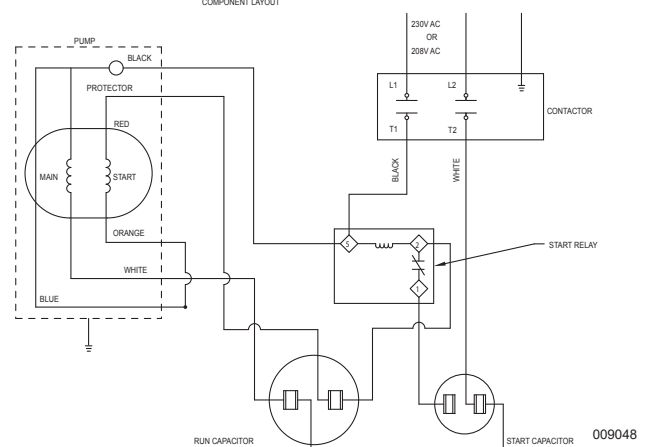 COMPONENT LAYOUT
230V AC
OR
208V AC
PUMP
BLACK
PROTECTOR
L1
L2
CONTACTOR
T1
T2
RED
BLACK
WHITE
MAIN
START
ORANGE
5
2
START RELAY
WHITE
1
BLUE
RUN CAPACITOR
START CAPACITOR
009048